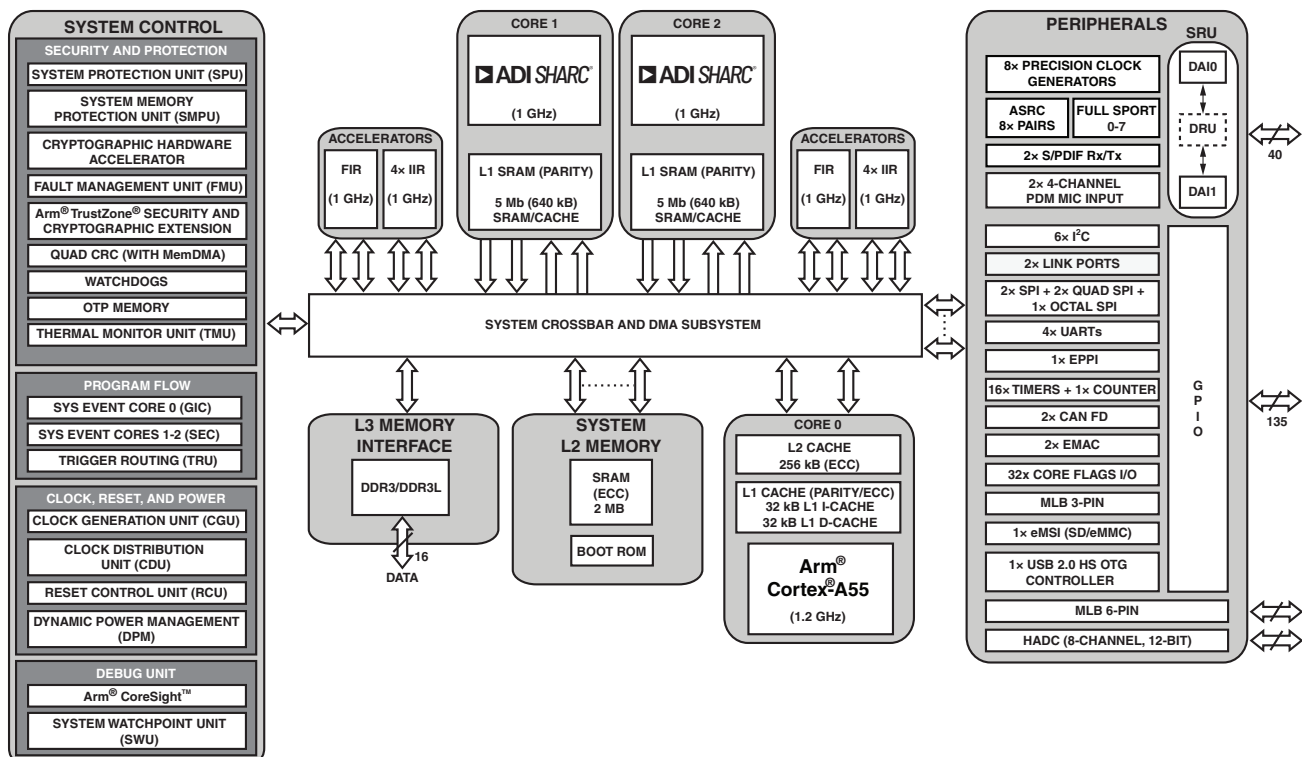 SYSTEM CONTROL
SECURITY AND PROTECTION
SYSTEM PROTECTION UNIT (SPU)
SYSTEM MEMORY
PROTECTION UNIT (SMPU)
CRYPTOGRAPHIC HARDWARE
ACCELERATOR
FAULT MANAGEMENT UNIT (FMU)
Arm® TrustZone® SECURITY AND
CRYPTOGRAPHIC EXTENSION
QUAD CRC (WITH MemDMA)
WATCHDOGS
OTP MEMORY
THERMAL MONITOR UNIT (TMU)
PROGRAM FLOW
SYS EVENT CORE 0 (GIC)
SYS EVENT CORES 1-2 (SEC)
TRIGGER ROUTING (TRU)
CLOCK, RESET, AND POWER
CLOCK GENERATION UNIT (CGU)
CLOCK DISTRIBUTION
UNIT (CDU)
RESET CONTROL UNIT (RCU)
DYNAMIC POWER MANAGEMENT
(DPM)
DEBUG UNIT
Arm® CoreSight™
SYSTEM WATCHPOINT UNIT
(SWU)
ACCELERATORS
FIR
(1 GHz)
4× IIR
(1 GHz)
CORE 1
ADI SHARC®
(1 GHz)
L1 SRAM (PARITY)
5 Mb (640 kB)
SRAM/CACHE
CORE 2
ADI SHARC®
(1 GHz)
L1 SRAM (PARITY)
5 Mb (640 kB)
SRAM/CACHE
ACCELERATORS
FIR
(1 GHz)
4× IIR
(1 GHz)
SYSTEM CROSSBAR AND DMA SUBSYSTEM
L3 MEMORY
INTERFACE
DDR3/DDR3L
16
DATA
SYSTEM
L2 MEMORY
SRAM
(ECC)
2 MB
BOOT ROM
CORE 0
L2 CACHE
256 kB (ECC)
L1 CACHE (PARITY/ECC)
32 kB L1 I-CACHE
32 kB L1 D-CACHE
Arm®
Cortex®-A55
(1.2 GHz)
PERIPHERALS
SRU
8× PRECISION CLOCK
GENERATORS
ASRC
8× PAIRS
FULL SPORT
0-7
2× S/PDIF Rx/Tx
2× 4-CHANNEL
PDM MIC INPUT
DAI0
DRU
DAI1
40
6× I²C
2× LINK PORTS
2× SPI + 2× QUAD SPI +
1× OCTAL SPI
4× UARTs
1× EPPI
16× TIMERS + 1× COUNTER
2× CAN FD
2× EMAC
32x CORE FLAGS I/O
MLB 3-PIN
1× eMSI (SD/eMMC)
1× USB 2.0 HS OTG
CONTROLLER
G
P
I
O
135
MLB 6-PIN
HADC (8-CHANNEL, 12-BIT)